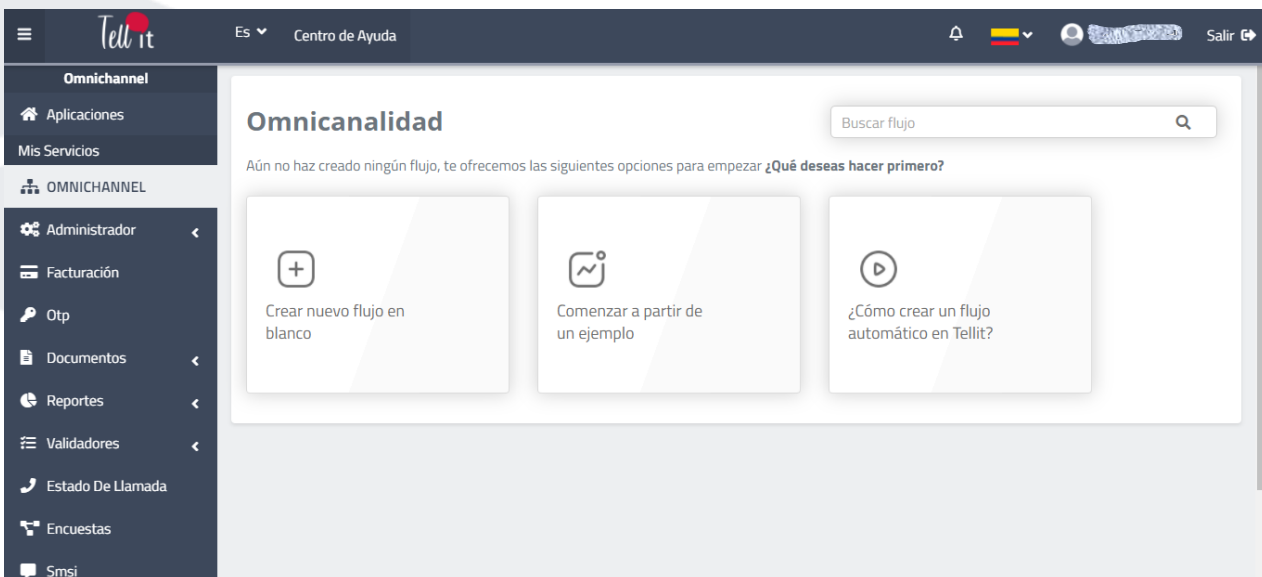 Tell it
Es
Centro de Ayuda
Salir
Omnichannel
Aplicaciones
Mis Servicios
OMNICHANNEL
Administrador
Facturación
Otp
Documentos
Reportes
Validadores
Estado De Llamada
Encuestas
Smsi
Omnicanalidad
Buscar flujo
Aún no haz creado ningún flujo, te ofrecemos las siguientes opciones para empezar ¿Qué deseas hacer primero?
Crear nuevo flujo en
blanco
Comenzar a partir de
un ejemplo
¿Cómo crear un flujo
automático en Tellit?